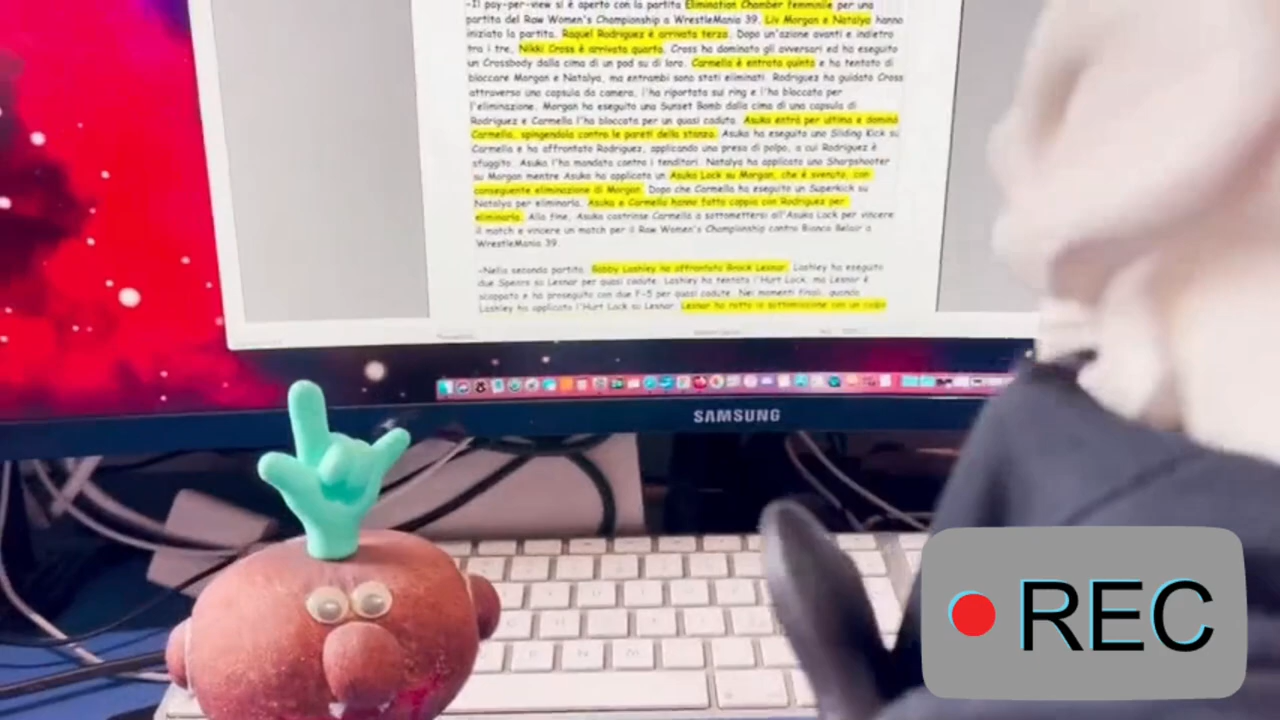 -Il pay-per-view si è aperto con la partita Elimination Chamber femminile per una
partita del Raw Women's Championship a WrestleMania 39. Liv Morgan e Natalya hanno
iniziato la partita. Raquel Rodriguez è arrivata terza. Dopo un'azione avanti e indietro
tra i tre, Nikki Cross è arrivata quarta. Cross ha dominato gli avversari ed ha eseguito
un Crossbody dalla cima di un pod su di loro. Carmella è entrata quinta e ha tentato di
bloccare Morgan e Natalya, ma entrambi sono stati eliminati. Rodriguez ha guidato Cross
attraverso una capsula da camera, l'ha riportata sul ring e l'ha bloccata per
l'eliminazione. Morgan ha eseguito una Sunset Bomb dalla cima di una capsula di
Rodriguez e Carmella l'ha bloccata per un quasi caduta. Asuka entrò per ultima e dominò
Carmella, spingendola contro le pareti della stanza. Asuka ha eseguito uno Sliding Kick su
Carmella e ha affrontato Rodriguez, applicando una presa di polpo, a cui Rodriguez è
sfuggito. Asuka l'ha mandata contro i tenditori. Natalya ha applicato una Sharpshooter
su Morgan mentre Asuka ha applicato un Asuka Lock su Morgan, che è svenuta, con
conseguente eliminazione di Morgan. Dopo che Carmella ha eseguito un Superkick su
Natalya per eliminarla, Asuka e Carmella hanno fatto coppia con Rodriguez per
eliminarla. Alla fine, Asuka costrinse Carmella a sottomettersi all'Asuka Lock per vincere
il match e vincere un match per il Raw Women's Championship contro Bianca Belair a
WrestleMania 39.
-Nella seconda partita, Bobby Lashley ha affrontato Brock Lesnar. Lashley ha eseguito
due Spears su Lesnar per quasi cadute. Lashley ha tentato l'Hurt Lock, ma Lesnar è
scappato e ha proseguito con due F-5 per quasi cadute. Nei momenti finali, quando
Lashley ha applicato l'Hurt Lock su Lesnar, Lesnar ha rotto la sottomissione con un colpo
SAMSUNG
REC